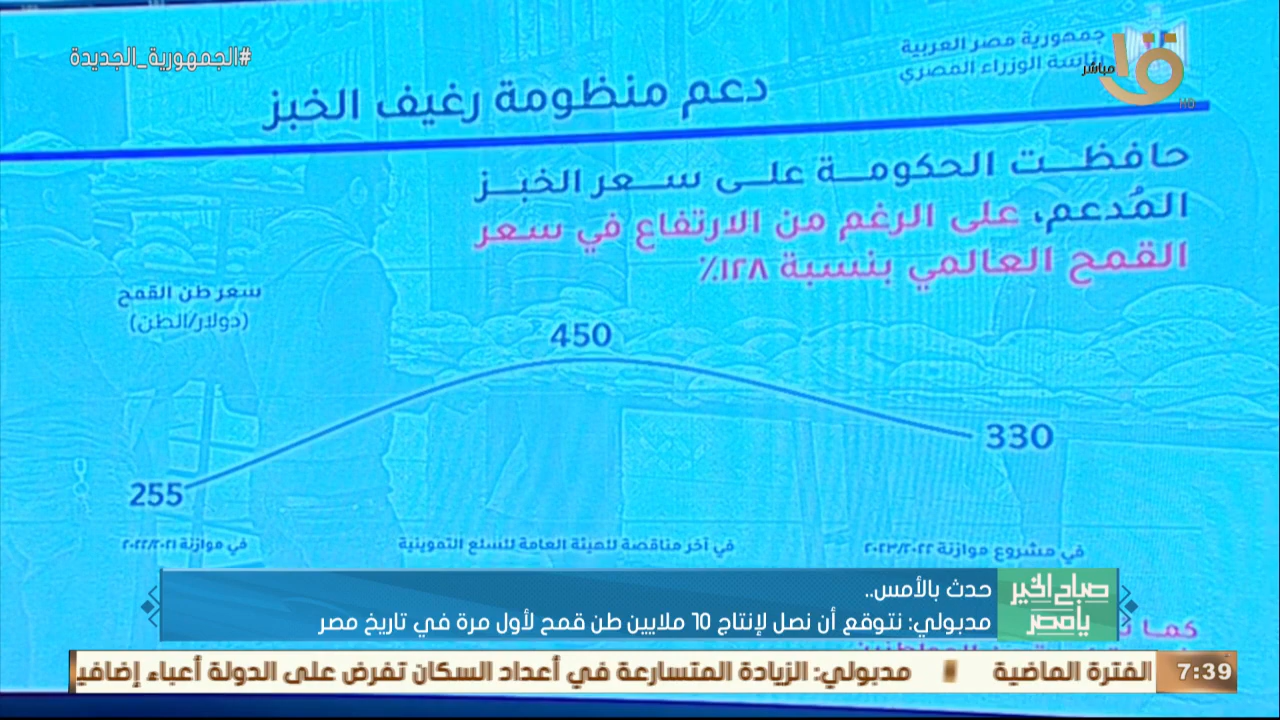 #الجمهورية_الجديدة
جمهورية مصر العربية
رئاسة الوزراء المصري
مباشر
HD
دعم منظومة رغيف الخبز
حافظت الحكومة على سعر الخبز
المُدعم، على الرغم من الارتفاع في سعر
القمح العالمي بنسبة ١٢٨٪
سعر طن القمح
(دولار/الطن)
450
330
255
في مشروع موازنة ٢٠٢٣/٢٠٢٢
في آخر مناقصة للهيئة العامة للسلع التموينية
في موازنة ٢٠٢٢/٢٠٢١
صباح الخير
يا مصر
حدث بالأمس..
مدبولي: نتوقع أن نصل لإنتاج 10 ملايين طن قمح لأول مرة في تاريخ مصر
كما
7:39
الفترة الماضية
مدبولي: الزيادة المتسارعة في أعداد السكان تفرض على الدولة أعباء إضافي